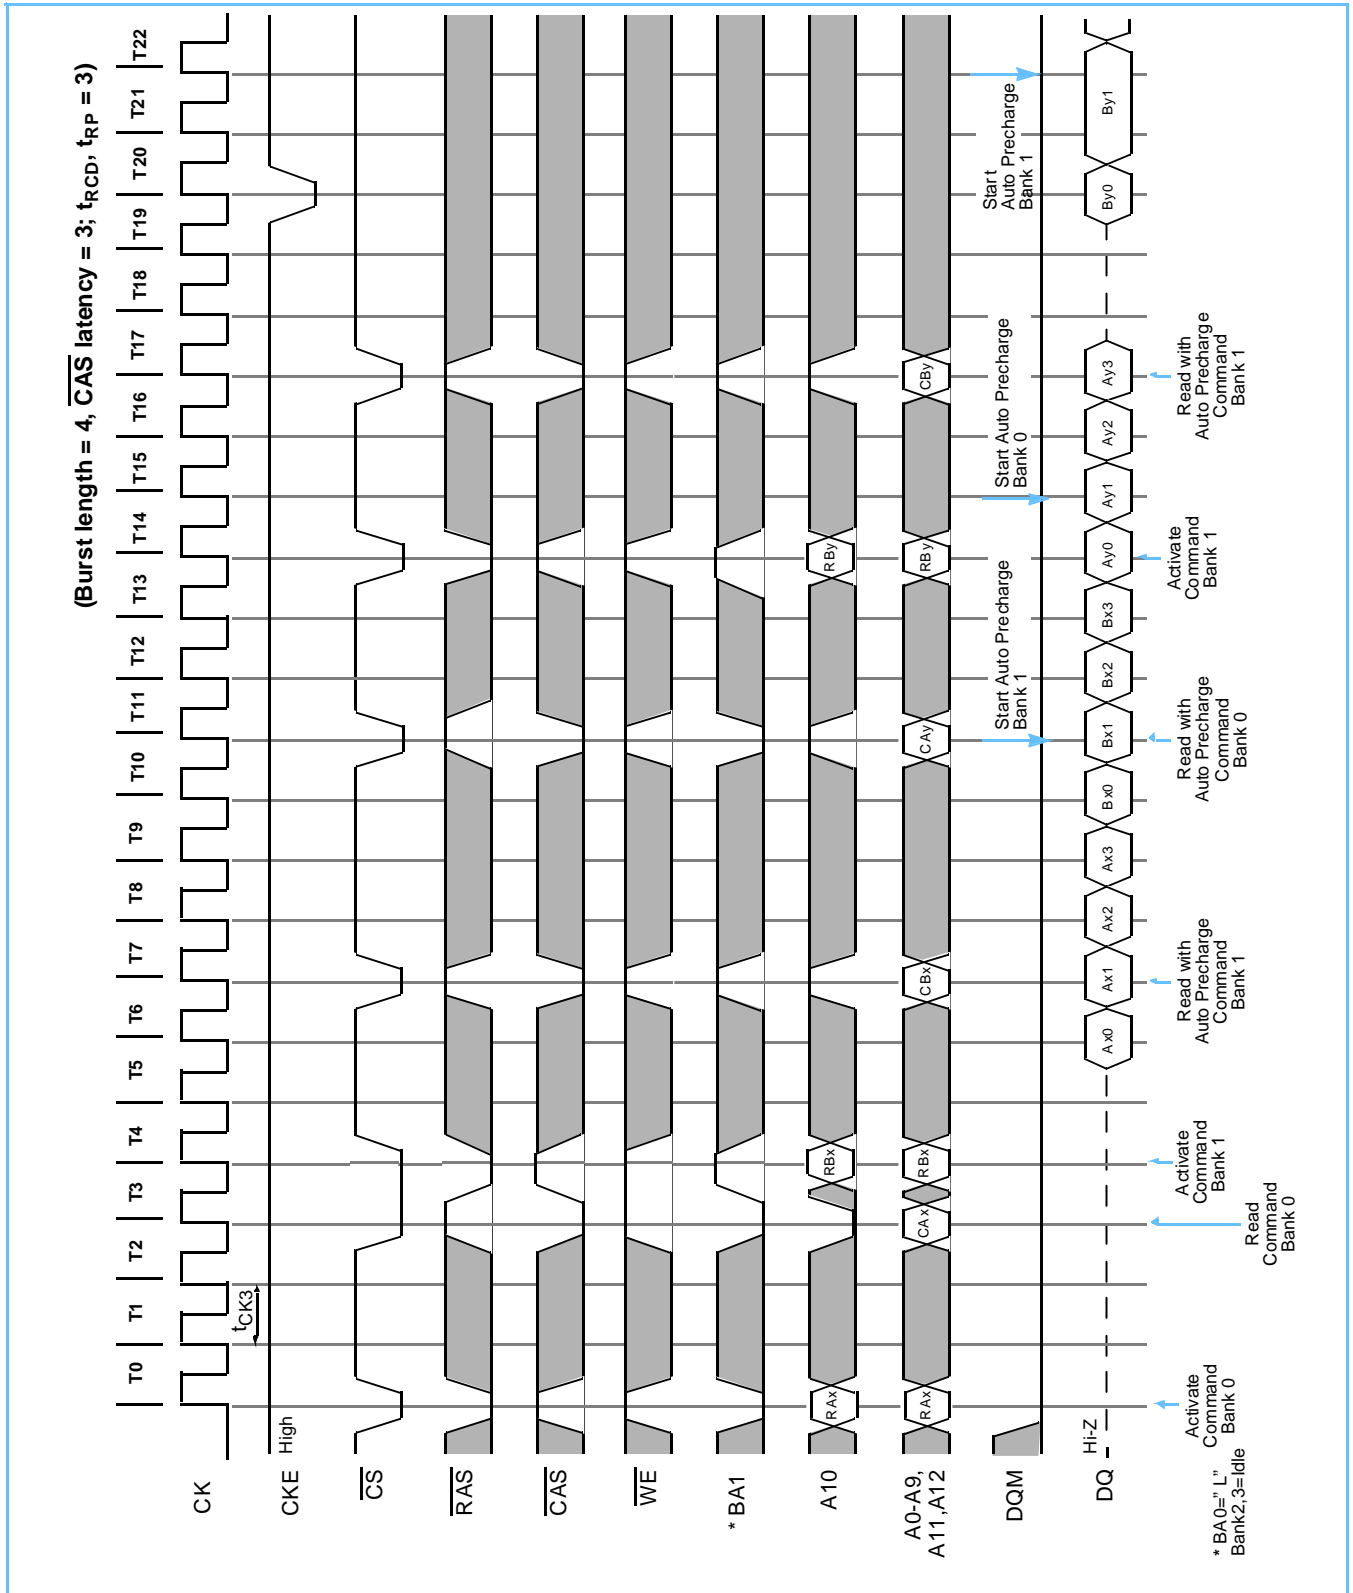 (Burst length = 4, CAS latency = 3; tRCD, tRP = 3)
T0 T1 T2 T3 T4 T5 T6 T7 T8 T9 T10 T11 T12 T13 T14 T15 T16 T17 T18 T19 T20 T21 T22
CK
tCK3
CKE
High
CS
RAS
CAS
WE
* BA1
A10
RAx RBx RBy
A0-A9,
A11,A12
RAx CAx RBx CBx CAy RBy CBy
DQM
Start Auto Precharge
Bank 1
Start Auto Precharge
Bank 0
Start
Auto Precharge
Bank 1
DQ
Hi-Z
Ax0 Ax1 Ax2 Ax3 Bx0 Bx1 Bx2 Bx3 Ay0 Ay1 Ay2 Ay3 By0 By1
Activate
Command
Bank 0
Read
Command
Bank 0
Activate
Command
Bank 1
Read with
Auto Precharge
Command
Bank 1
Read with
Auto Precharge
Command
Bank 0
Activate
Command
Bank 1
Read with
Auto Precharge
Command
Bank 1
* BA0=" L"
Bank2,3=Idle